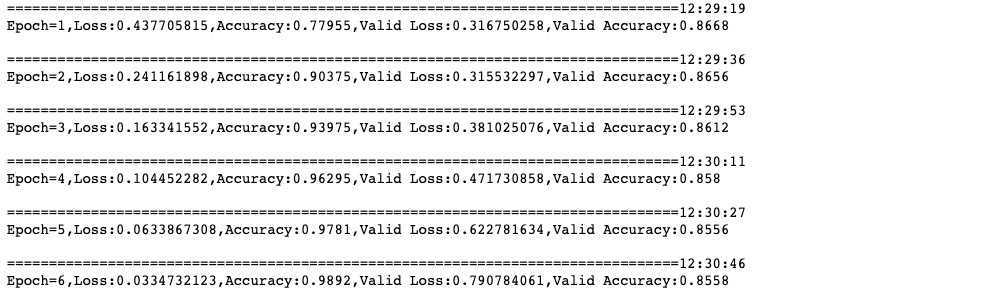 ================================================================================12:29:19
Epoch=1,Loss:0.437705815,Accuracy:0.77955,Valid Loss:0.316750258,Valid Accuracy:0.8668
================================================================================12:29:36
Epoch=2,Loss:0.241161898,Accuracy:0.90375,Valid Loss:0.315532297,Valid Accuracy:0.8656
================================================================================12:29:53
Epoch=3,Loss:0.163341552,Accuracy:0.93975,Valid Loss:0.381025076,Valid Accuracy:0.8612
================================================================================12:30:11
Epoch=4,Loss:0.104452282,Accuracy:0.96295,Valid Loss:0.471730858,Valid Accuracy:0.858
================================================================================12:30:27
Epoch=5,Loss:0.0633867308,Accuracy:0.9781,Valid Loss:0.622781634,Valid Accuracy:0.8556
================================================================================12:30:46
Epoch=6,Loss:0.0334732123,Accuracy:0.9892,Valid Loss:0.790784061,Valid Accuracy:0.8558